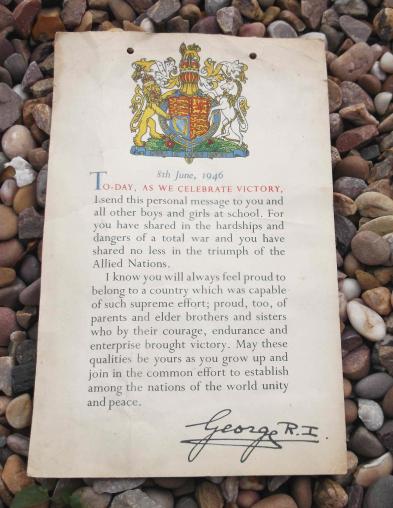 8th June, 1946
TO-DAY, AS WE CELEBRATE VICTORY,
I send this personal message to you and
all other boys and girls at school. For
you have shared in the hardships and
dangers of a total war and you have
shared no less in the triumph of the
Allied Nations.
I know you will always feel proud to
belong to a country which was capable
of such supreme effort; proud, too, of
parents and elder brothers and sisters
who by their courage, endurance and
enterprise brought victory. May these
qualities be yours as you grow up and
join in the common effort to establish
among the nations of the world unity
and peace.
George R.I.